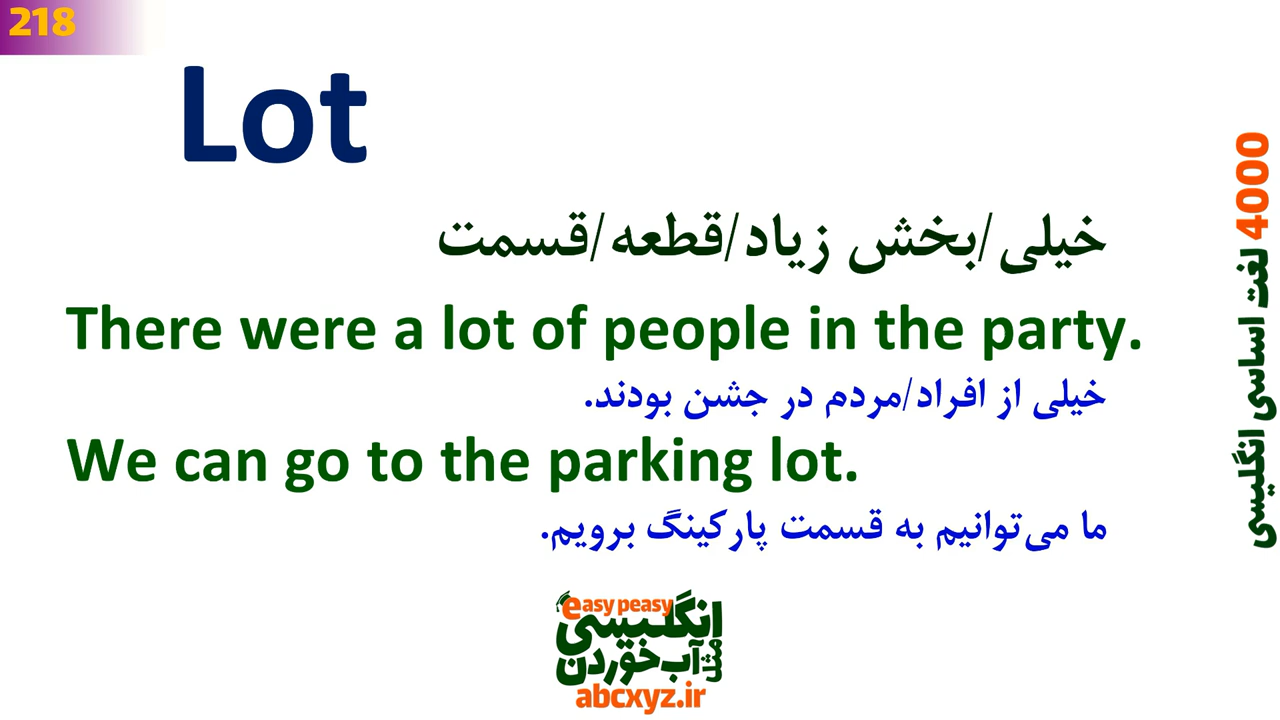 218
Lot
خیلی/بخش زیاد/قطعه/قسمت
There were a lot of people in the party.
خیلی از افراد/مردم در جشن بودند.
We can go to the parking lot.
ما می‌توانیم به قسمت پارکینگ برویم.
4000 لغت اساسی انگلیسی
easy peasy
انگلیسی
مثل آب خوردن
abcxyz.ir